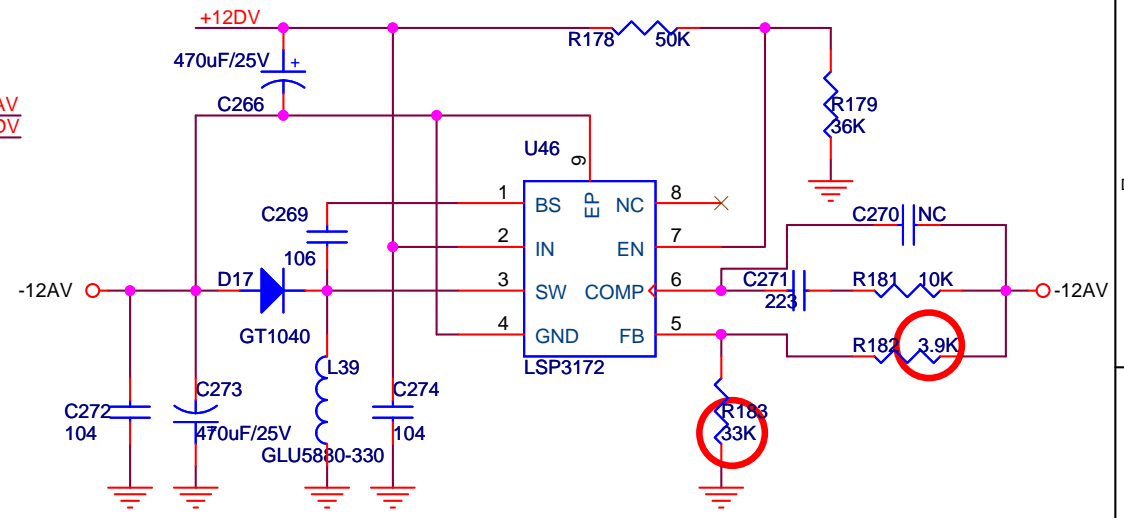 +12DV
R178
50K
470uF/25V
+
C266
AV
DV
R179
36K
U46
9
1
BS
EP
NC
8
C269
106
2
IN
EN
7
C270
NC
-12AV
D17
GT1040
3
SW
COMP
6
C271
223
R181
10K
-12AV
4
GND
FB
5
LSP3172
R182
3.9K
L39
GLU5880-330
C272
104
C273
470uF/25V
C274
104
R183
33K